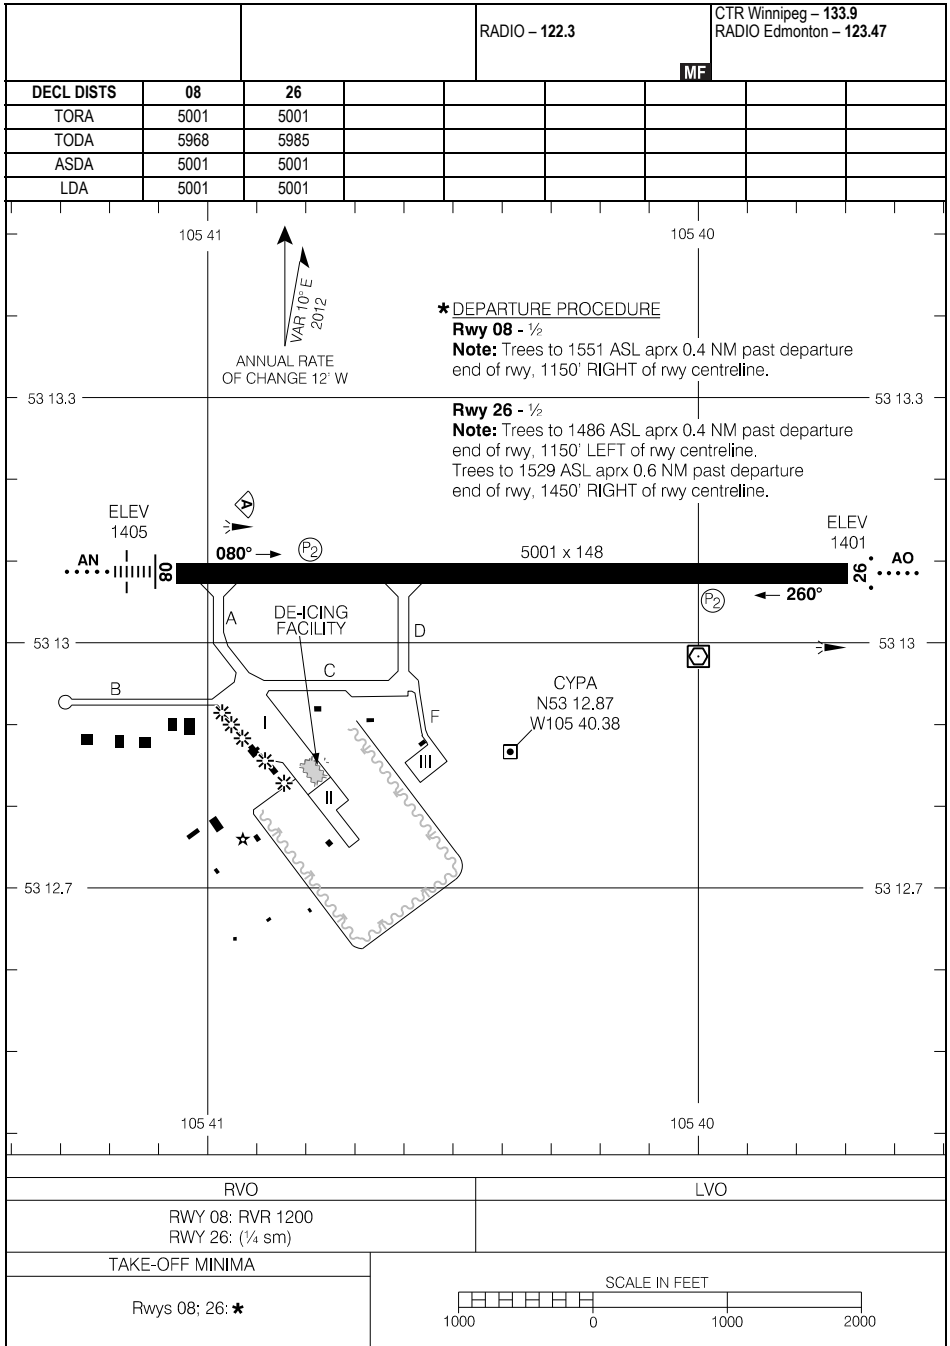 RADIO – 122.3
MF
CTR Winnipeg – 133.9
RADIO Edmonton – 123.47
DECL DISTS 08 26
TORA 5001 5001
TODA 5968 5985
ASDA 5001 5001
LDA 5001 5001
105 41
105 40
VAR 10° E
2012
ANNUAL RATE
OF CHANGE 12' W
* DEPARTURE PROCEDURE
Rwy 08 - ½
Note: Trees to 1551 ASL aprx 0.4 NM past departure
end of rwy, 1150' RIGHT of rwy centreline.
53 13.3
53 13.3
Rwy 26 - ½
Note: Trees to 1486 ASL aprx 0.4 NM past departure
end of rwy, 1150' LEFT of rwy centreline.
Trees to 1529 ASL aprx 0.6 NM past departure
end of rwy, 1450' RIGHT of rwy centreline.
A
ELEV
1405
ELEV
1401
AN
08
080°
P2
5001 x 148
26
AO
P2
260°
A
DE-ICING
FACILITY
D
53 13
53 13
C
B
CYPA
N53 12.87
W105 40.38
I
F
III
II
53 12.7
53 12.7
105 41
105 40
RVO
LVO
RWY 08: RVR 1200
RWY 26: (¼ sm)
TAKE-OFF MINIMA
Rwys 08; 26: *
SCALE IN FEET
1000 0 1000 2000